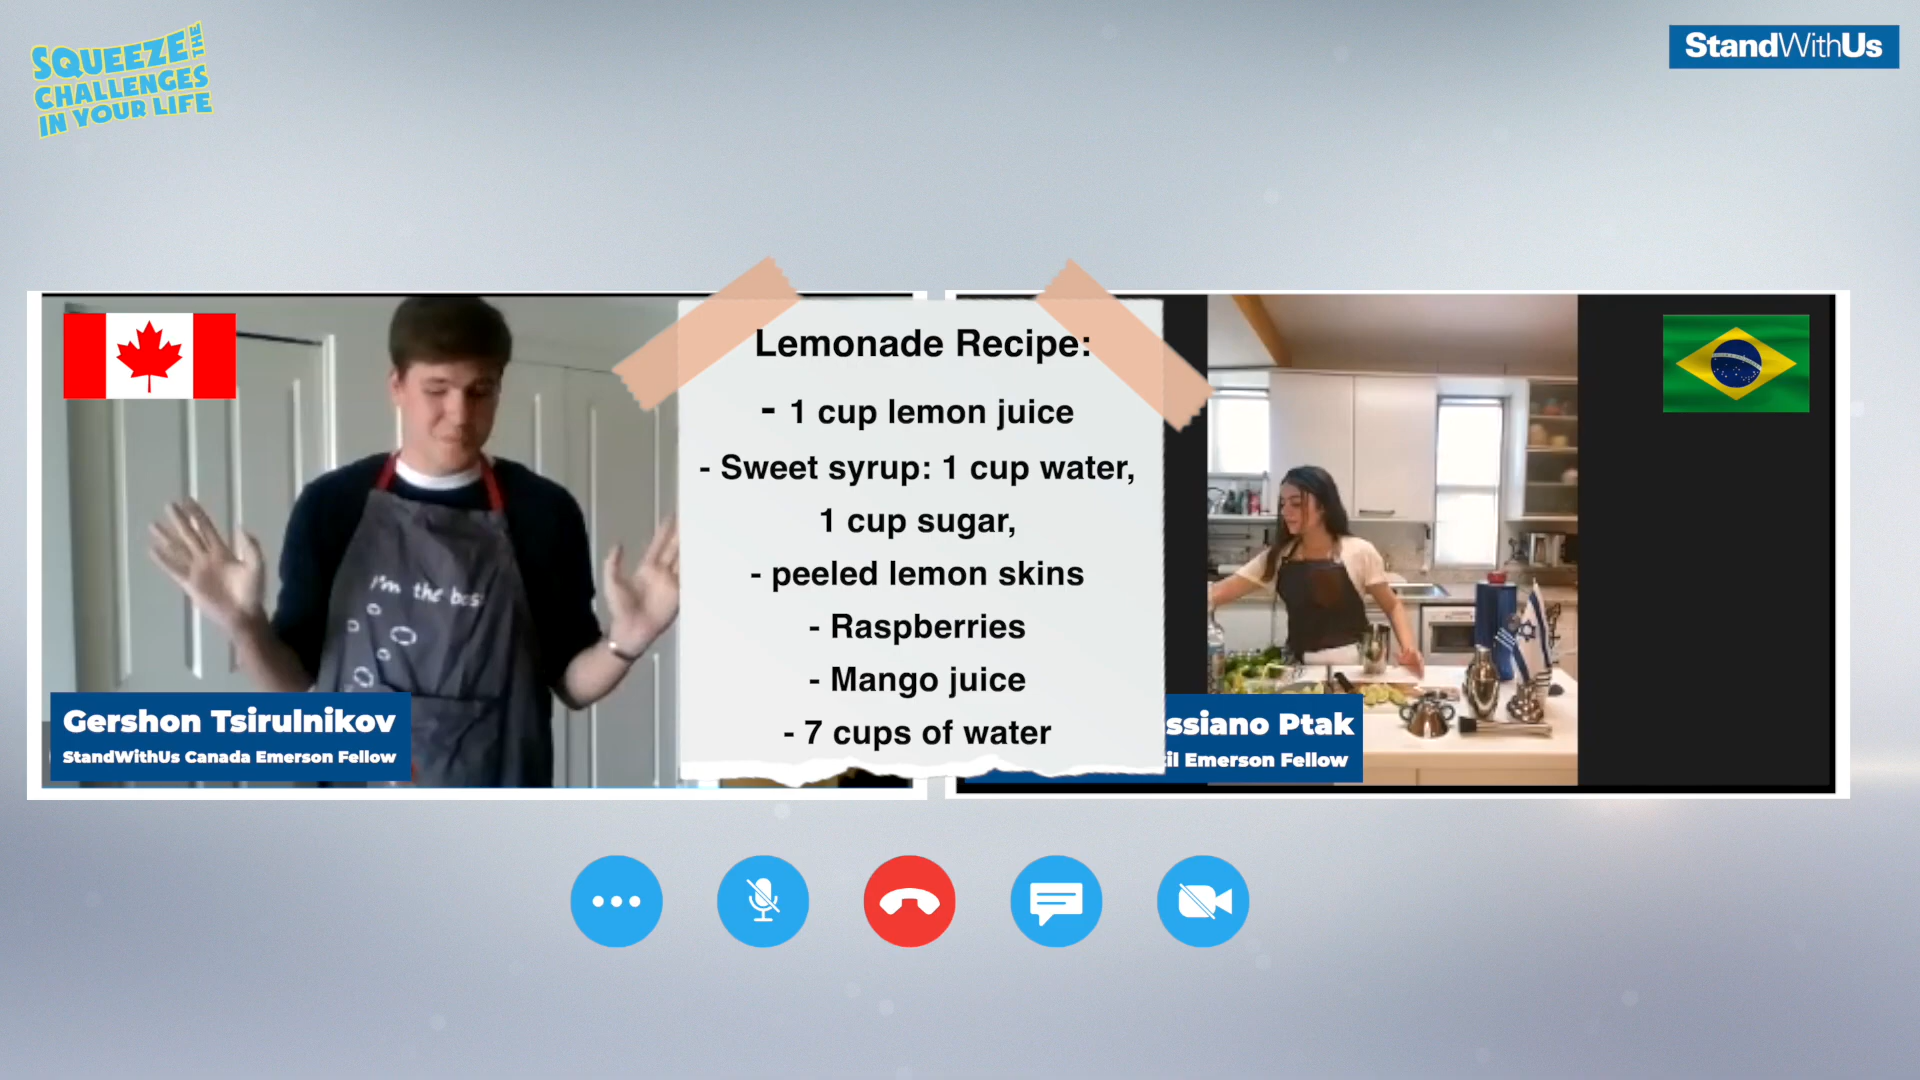 SQUEEZE THE
CHALLENGES
IN YOUR LIFE
StandWithUs
Lemonade Recipe:
- 1 cup lemon juice
- Sweet syrup: 1 cup water,
1 cup sugar,
- peeled lemon skins
- Raspberries
- Mango juice
- 7 cups of water
I'm the bes
Gershon Tsirulnikov
StandWithUs Canada Emerson Fellow
ssiano Ptak
il Emerson Fellow